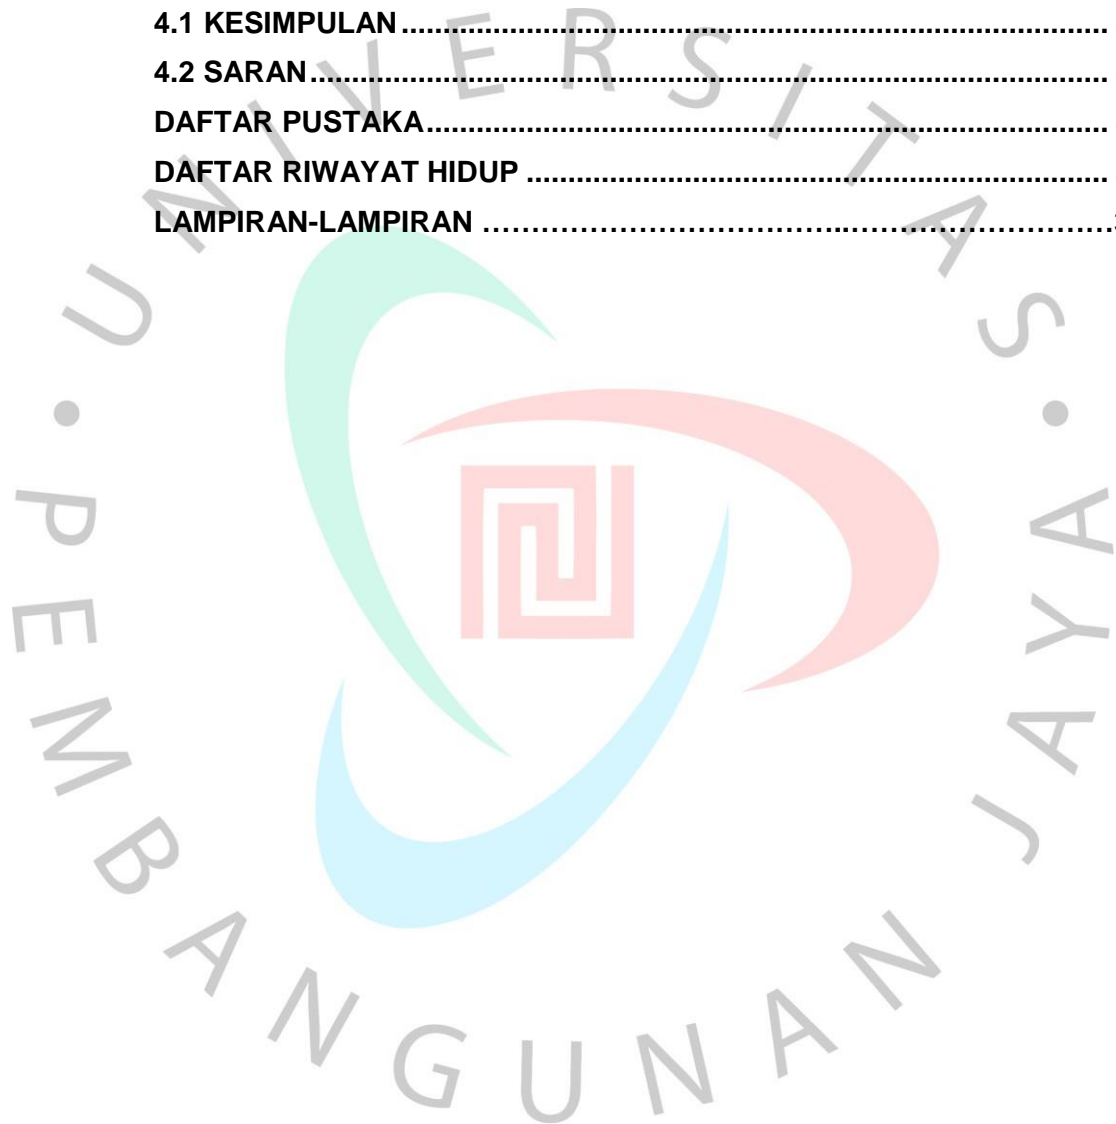 4.1 KESIMPULAN.....................................................................................
4.2 SARAN................................................................................................
DAFTAR PUSTAKA..................................................................................
DAFTAR RIWAYAT HIDUP ......................................................................
LAMPIRAN-LAMPIRAN ………………………………...……………………….
UNIVERSITAS
• PEMBANGUNAN JAYA •